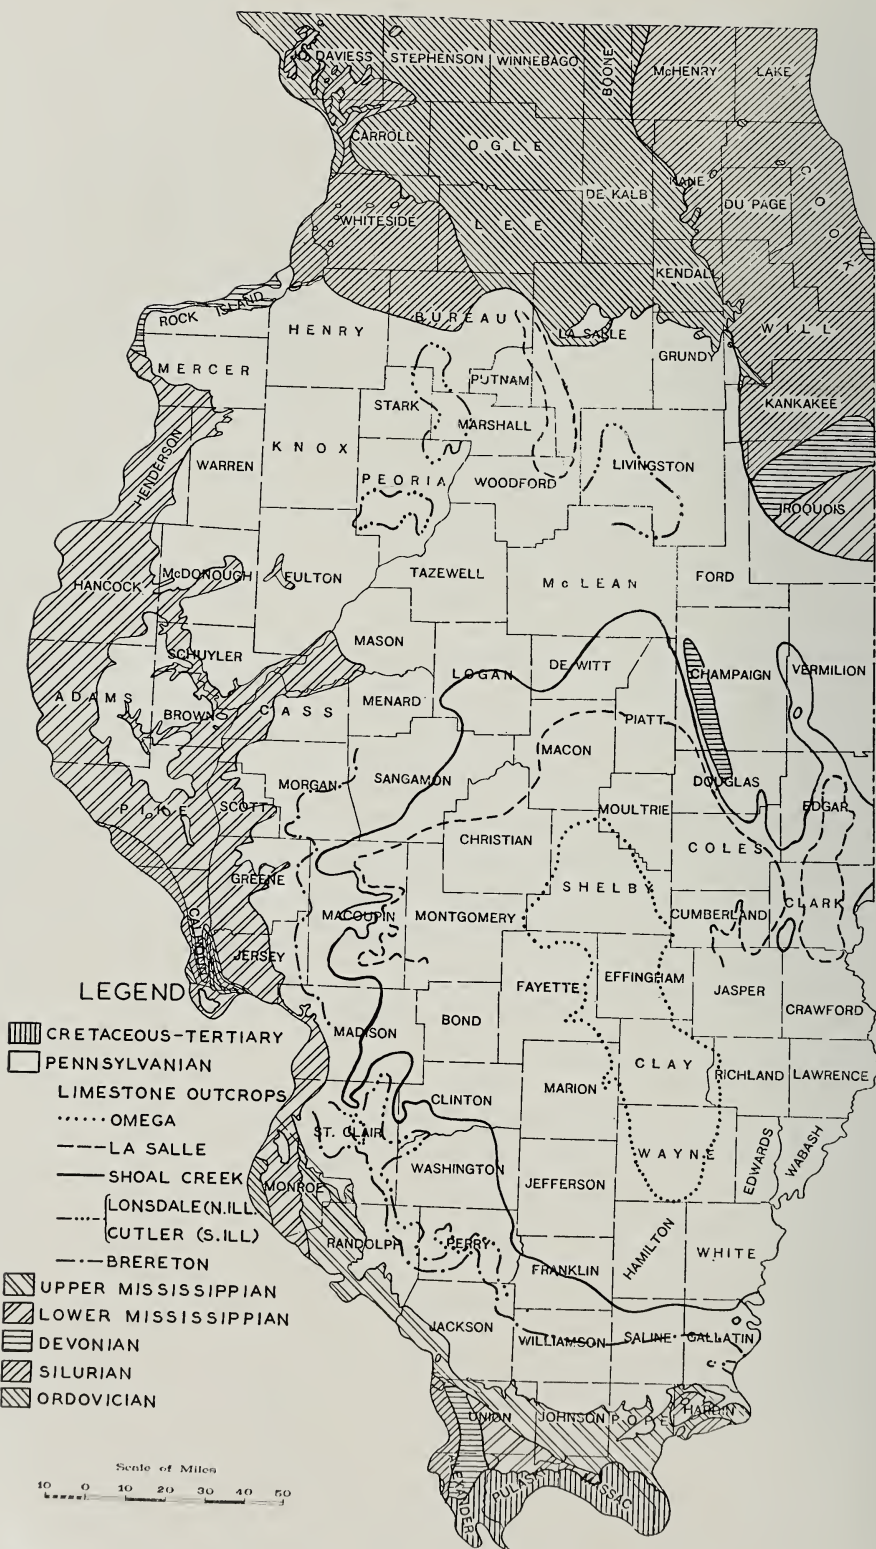 DAVIESS STEPHENSON WINNEBAGO BOONE McHENRY LAKE
CARROLL OGLE DE KALB KANE DU PAGE COOK
WHITESIDE LEE KENDALL
ROCK ISLAND HENRY BUREAU LA SALLE GRUNDY WILL
MERCER PUTNAM KANKAKEE
STARK MARSHALL
HENDERSON WARREN KNOX PEORIA WOODFORD LIVINGSTON IROQUOIS
HANCOCK McDONOUGH FULTON TAZEWELL McLEAN FORD
SCHUYLER MASON LOGAN DE WITT CHAMPAIGN VERMILION
ADAMS BROWN CASS MENARD PIATT
MACON
PIKE SCOTT MORGAN SANGAMON MOULTRIE DOUGLAS EDGAR
CHRISTIAN COLES
GREENE SHELBY CLARK
CALHOUN JERSEY MACOUPIN MONTGOMERY CUMBERLAND
FAYETTE EFFINGHAM JASPER CRAWFORD
MADISON BOND
CLAY RICHLAND LAWRENCE
CLINTON MARION
ST. CLAIR WASHINGTON WAYNE EDWARDS WABASH
MONROE JEFFERSON
RANDOLPH PERRY FRANKLIN HAMILTON WHITE
JACKSON WILLIAMSON SALINE GALLATIN
UNION JOHNSON POPE HARDIN
ALEXANDER PULASKI MASSAC
LEGEND
CRETACEOUS-TERTIARY
PENNSYLVANIAN
LIMESTONE OUTCROPS
OMEGA
LA SALLE
SHOAL CREEK
LONSDALE (N.ILL.
CUTLER (S.ILL)
BRERETON
UPPER MISSISSIPPIAN
LOWER MISSISSIPPIAN
DEVONIAN
SILURIAN
ORDOVICIAN
Scale of Miles
10 0 10 20 30 40 50